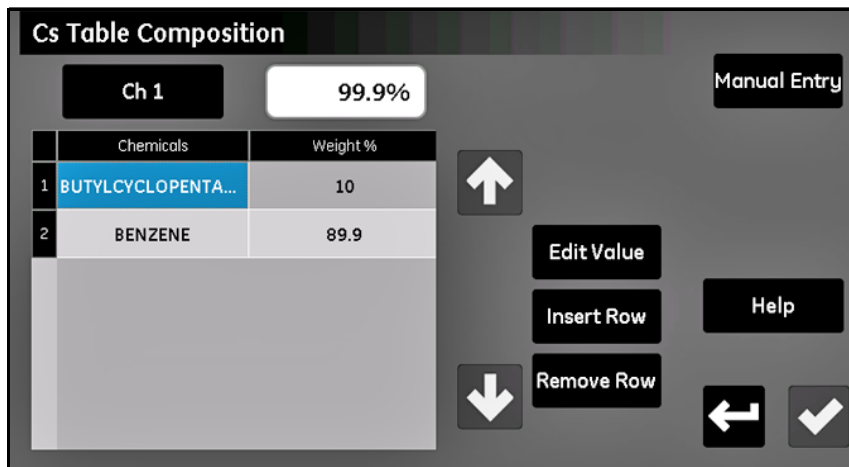 Cs Table Composition
Ch 1 99.9% Manual Entry
Chemicals Weight %
1 BUTYLCYCLOPENTA... 10
2 BENZENE 89.9
Edit Value
Insert Row Help
Remove Row